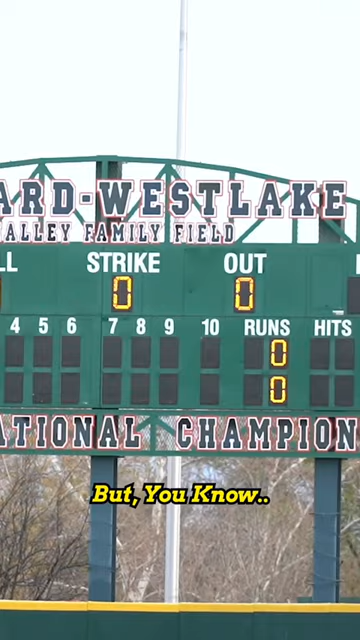 ARD-WESTLAKE
ALLEY FAMILY FIELD
LL STRIKE OUT
0 0
4 5 6 7 8 9 10 RUNS HITS
0
0
ATIONAL CHAMPION
But, You Know..